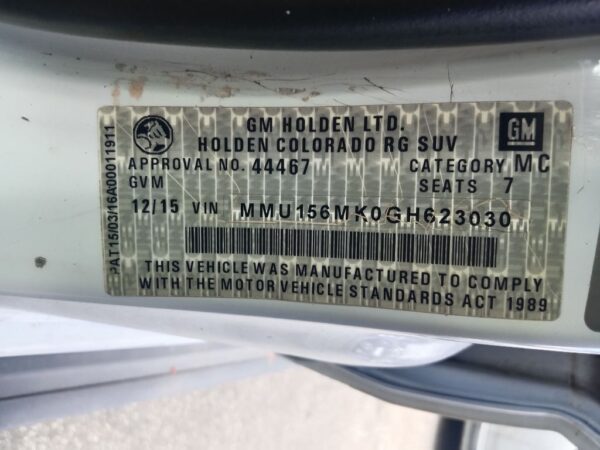 GM HOLDEN LTD.
HOLDEN COLORADO RG SUV
GM
APPROVAL NO. 44467 CATEGORY MC
GVM SEATS 7
12/15 VIN MMU156MK0GH623030
THIS VEHICLE WAS MANUFACTURED TO COMPLY
WITH THE MOTOR VEHICLE STANDARDS ACT 1989
PAT15/03/16A00011911